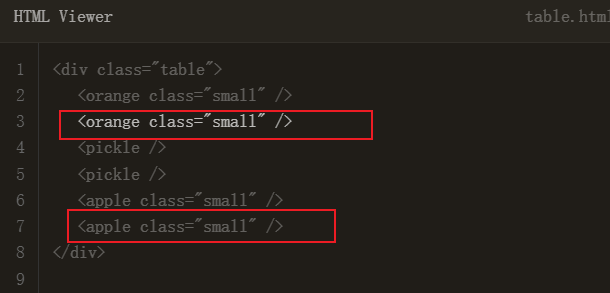 HTML Viewer table.html
1 <div class="table">
2 <orange class="small" />
3 <orange class="small" />
4 <pickle />
5 <pickle />
6 <apple class="small" />
7 <apple class="small" />
8 </div>
9